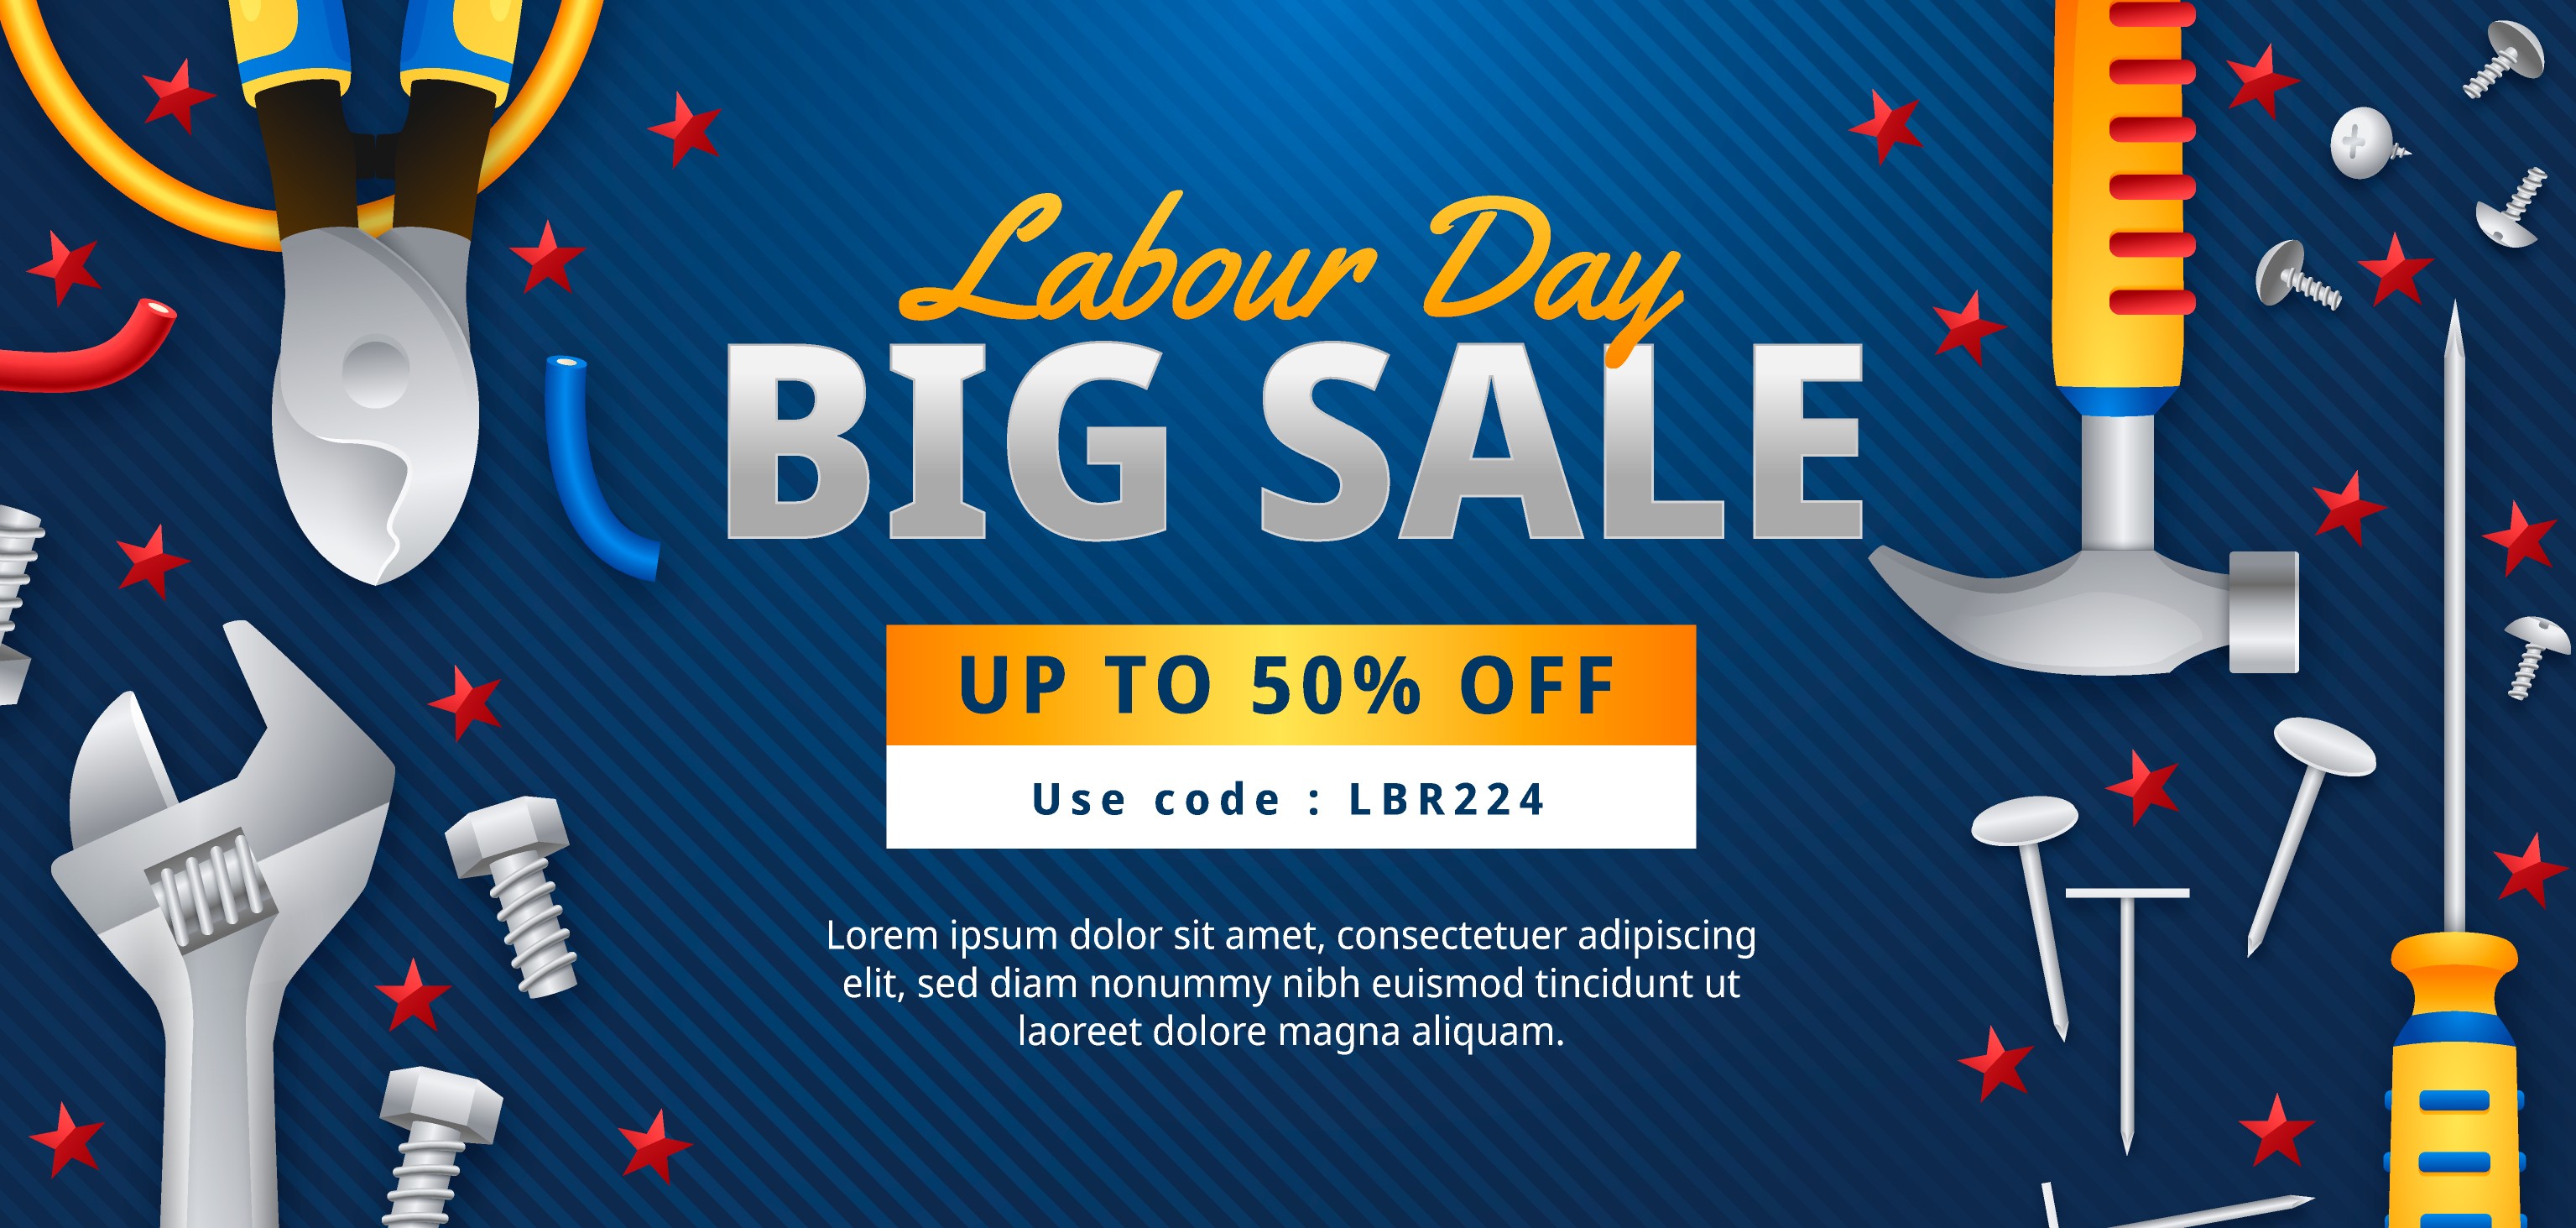 Labour Day
BIG SALE
UP TO 50% OFF
Use code : LBR224
Lorem ipsum dolor sit amet, consectetuer adipiscing
elit, sed diam nonummy nibh euismod tincidunt ut
laoreet dolore magna aliquam.